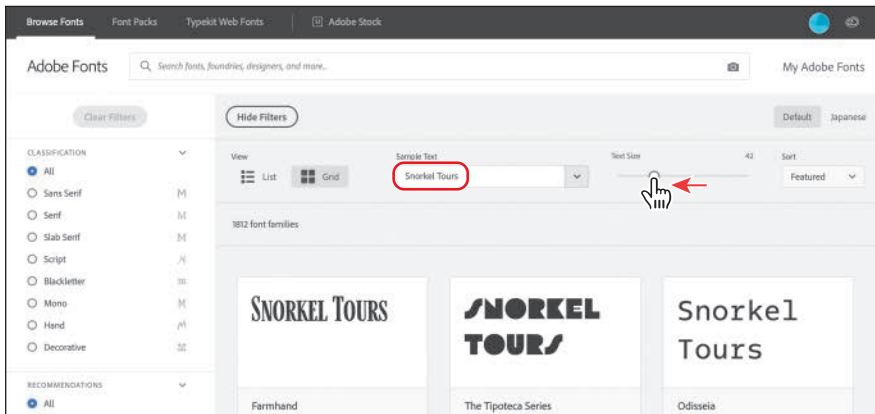 Browse Fonts Font Packs Typekit Web Fonts Adobe Stock
Adobe Fonts Search fonts, foundries, designers, and more... My Adobe Fonts
Clear Filters Hide Filters Default Japanese
CLASSIFICATION
All
Sans Serif
Serif
Slab Serif
Script
Blackletter
Mono
Hand
Decorative
RECOMMENDATIONS
All
View Sample Text Text Size 42 Sort
List Grid Snorkel Tours Featured
1812 font families
SNORKEL TOURS
Farmhand
SNORKEL
TOURS
The Tipoteca Series
Snorkel
Tours
Odisseia